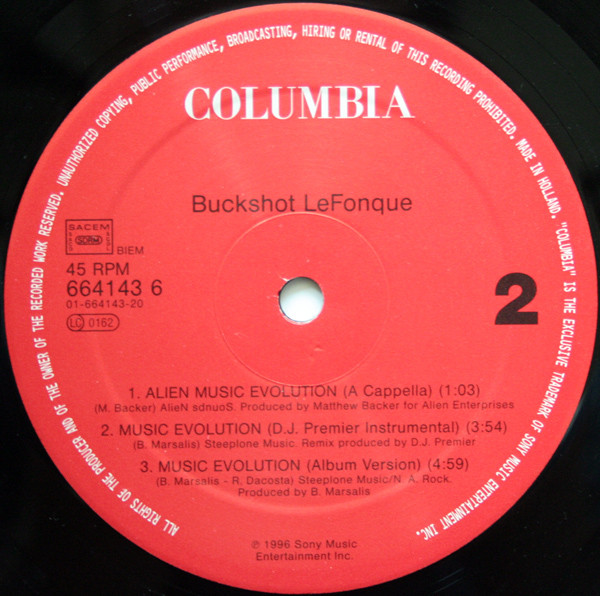 ALL RIGHTS OF THE PRODUCER AND OF THE OWNER OF THE RECORDED WORK RESERVED. UNAUTHORIZED COPYING, PUBLIC PERFORMANCE, BROADCASTING, HIRING OR RENTAL OF THIS RECORDING PROHIBITED. MADE IN HOLLAND. "COLUMBIA" IS THE EXCLUSIVE TRADEMARK OF SONY MUSIC ENTERTAINMENT INC.
COLUMBIA
Buckshot LeFonque
SACEM
BIEM
45 RPM
664143 6
01-664143-20
LC 0162
2
1. ALIEN MUSIC EVOLUTION (A Cappella) (1:03)
(M. Backer) AlieN sdnuoS. Produced by Matthew Backer for Alien Enterprises
2. MUSIC EVOLUTION (D.J. Premier Instrumental) (3:54)
(B. Marsalis) Steeplone Music. Remix produced by D.J. Premier
3. MUSIC EVOLUTION (Album Version) (4:59)
(B. Marsalis - R. Dacosta) Steeplone Music/N. A. Rock.
Produced by B. Marsalis
℗ 1996 Sony Music
Entertainment Inc.